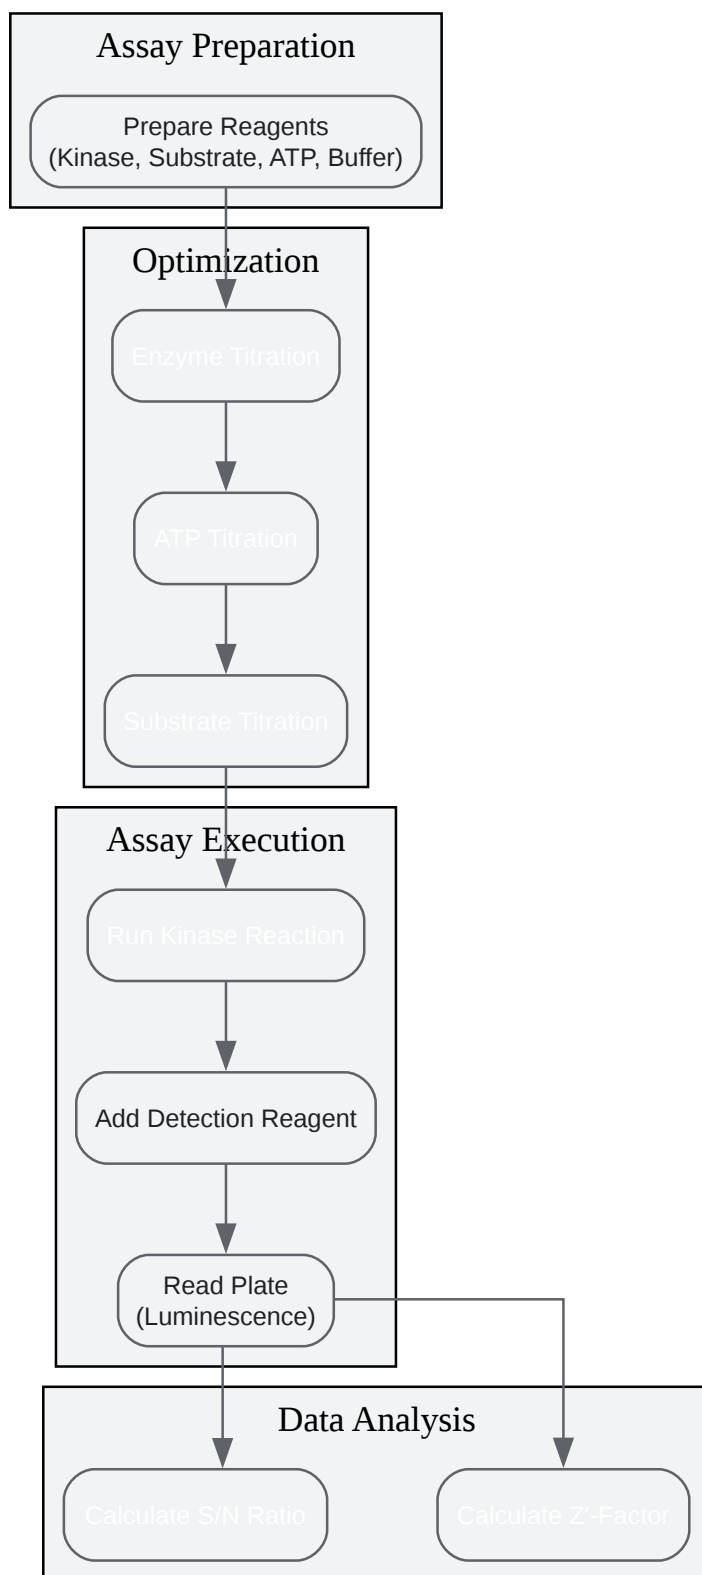 Assay Preparation
Prepare Reagents
(Kinase, Substrate, ATP, Buffer)
Optimization
Enzyme Titration
ATP Titration
Substrate Titration
Assay Execution
Run Kinase Reaction
Add Detection Reagent
Read Plate
(Luminescence)
Data Analysis
Calculate S/N Ratio
Calculate Z'-Factor